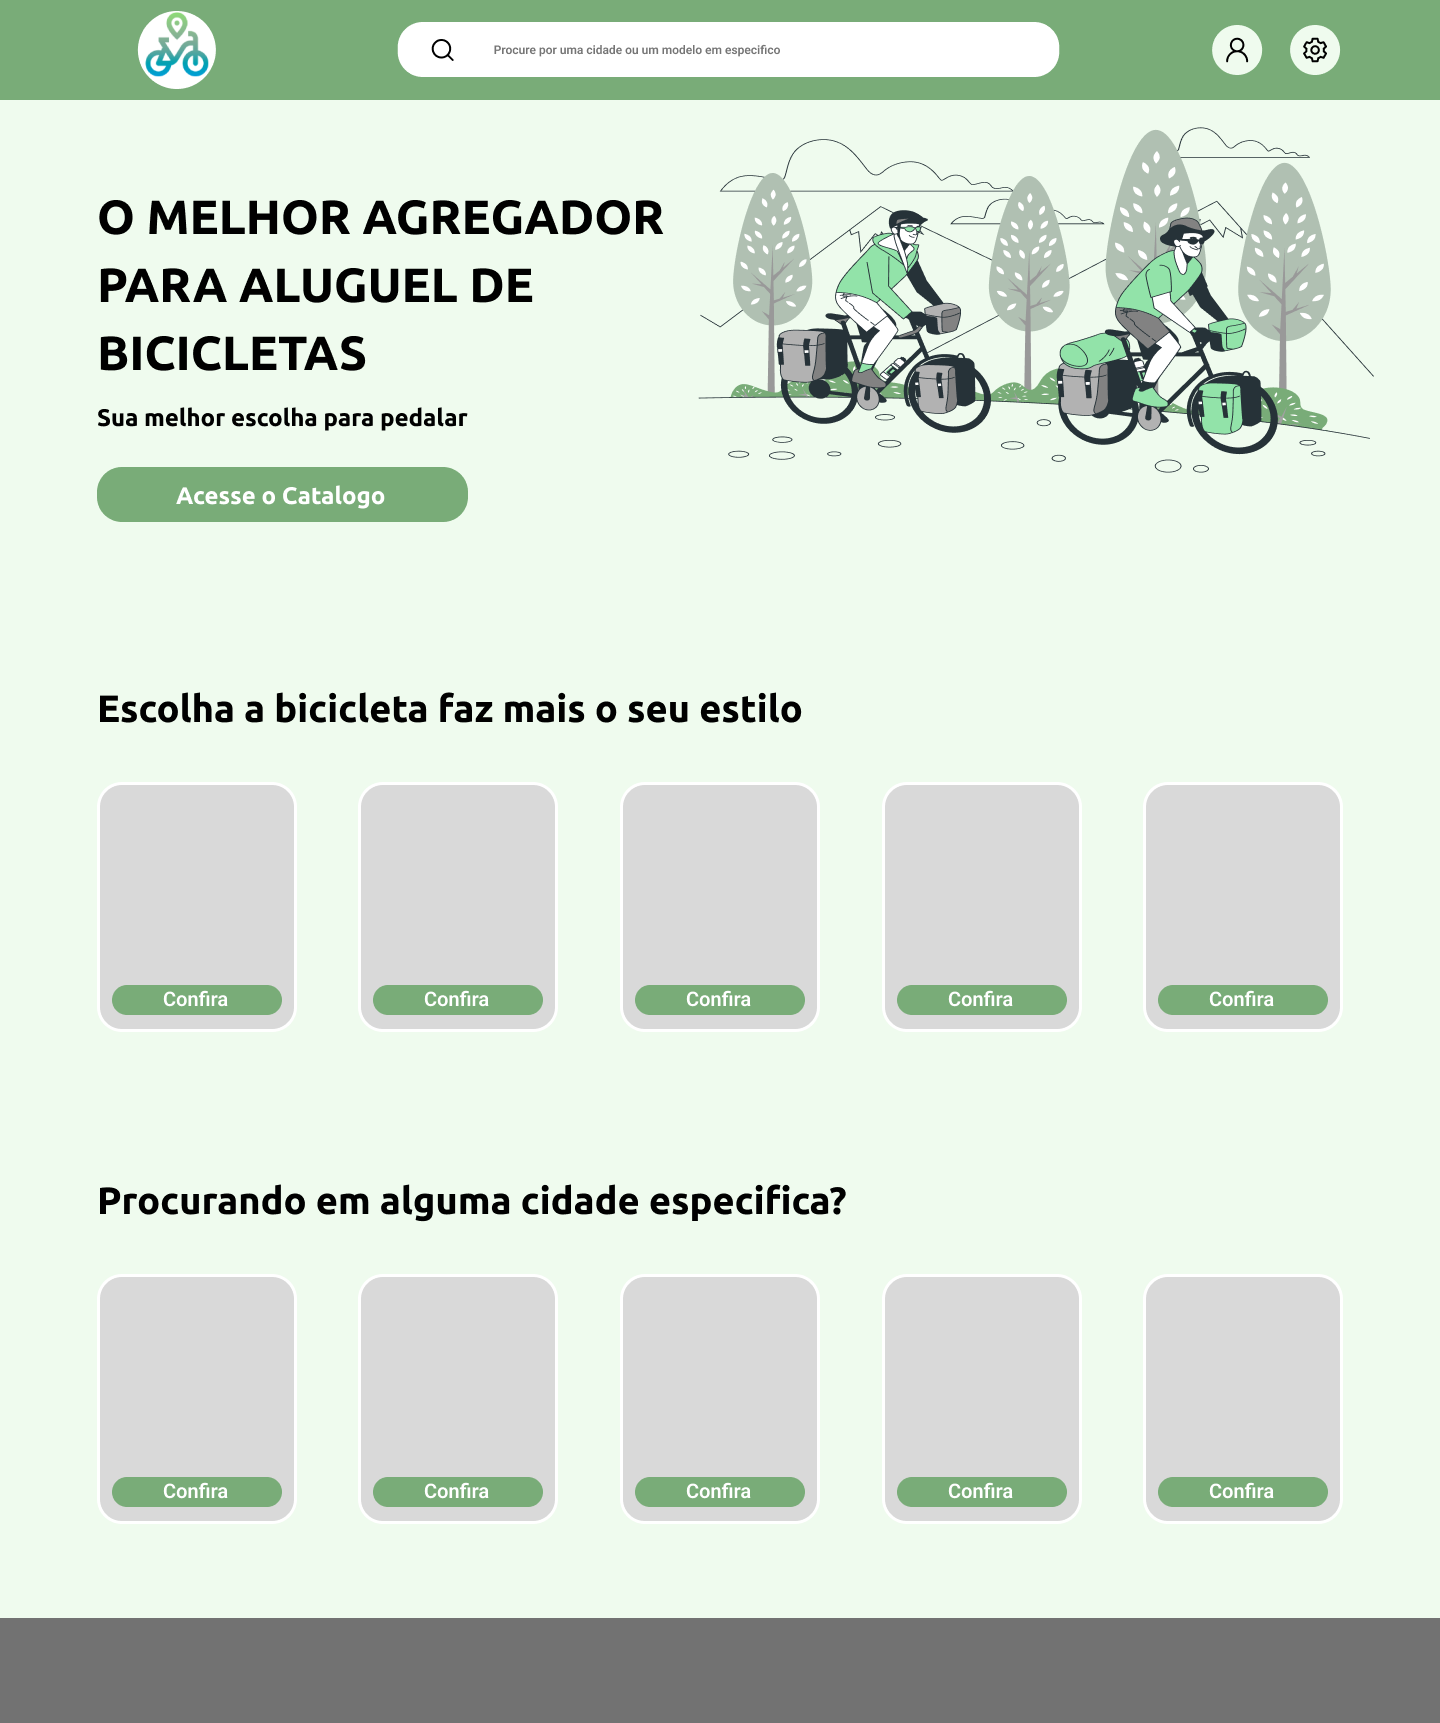 Procure por uma cidade ou um modelo em especifico
O MELHOR AGREGADOR
PARA ALUGUEL DE
BICICLETAS
Sua melhor escolha para pedalar
Acesse o Catalogo
Escolha a bicicleta faz mais o seu estilo
Confira
Confira
Confira
Confira
Confira
Procurando em alguma cidade especifica?
Confira
Confira
Confira
Confira
Confira